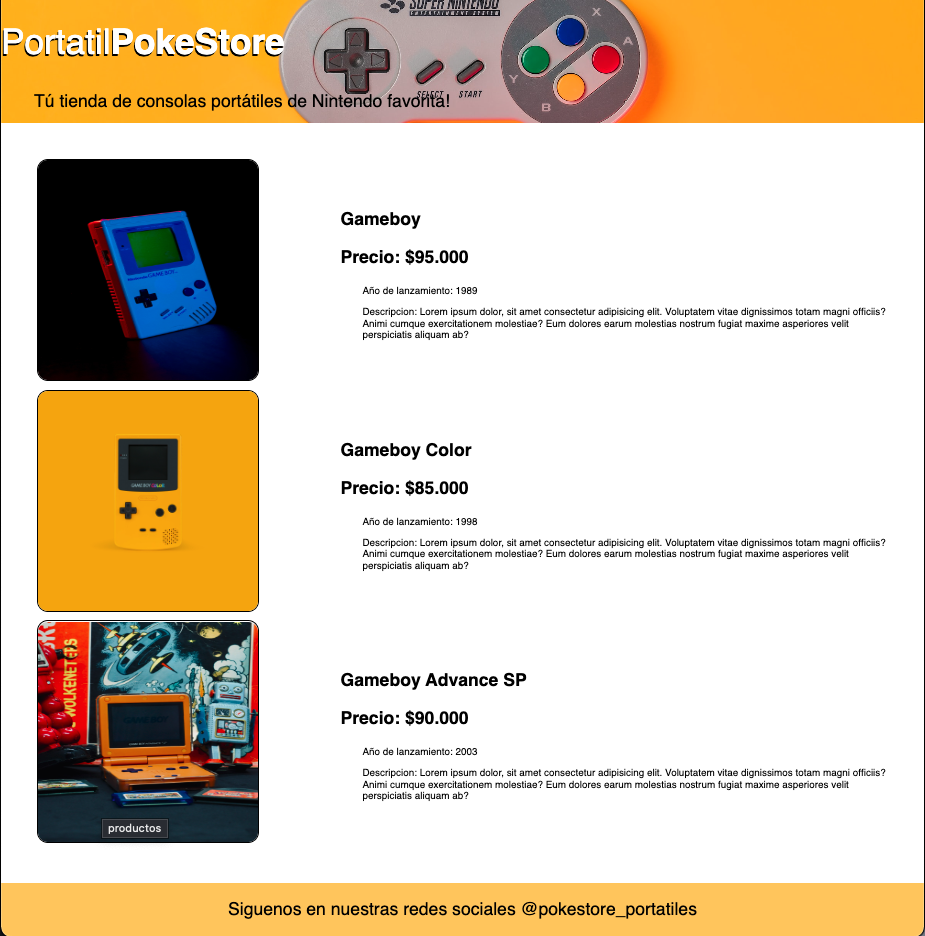 SUPER NINTENDO
ENTERTAINMENT SYSTEM
PortatilPokeStore
X
A
Y
B
SELECT START
Tú tienda de consolas portátiles de Nintendo favorita!
Gameboy
Precio: $95.000
Año de lanzamiento: 1989
Descripcion: Lorem ipsum dolor, sit amet consectetur adipisicing elit. Voluptatem vitae dignissimos totam magni officiis?
Animi cumque exercitationem molestiae? Eum dolores earum molestias nostrum fugiat maxime asperiores velit
perspiciatis aliquam ab?
Gameboy Color
Precio: $85.000
Año de lanzamiento: 1998
Descripcion: Lorem ipsum dolor, sit amet consectetur adipisicing elit. Voluptatem vitae dignissimos totam magni officiis?
Animi cumque exercitationem molestiae? Eum dolores earum molestias nostrum fugiat maxime asperiores velit
perspiciatis aliquam ab?
Gameboy Advance SP
Precio: $90.000
Año de lanzamiento: 2003
Descripcion: Lorem ipsum dolor, sit amet consectetur adipisicing elit. Voluptatem vitae dignissimos totam magni officiis?
Animi cumque exercitationem molestiae? Eum dolores earum molestias nostrum fugiat maxime asperiores velit
perspiciatis aliquam ab?
productos
Siguenos en nuestras redes sociales @pokestore_portatiles